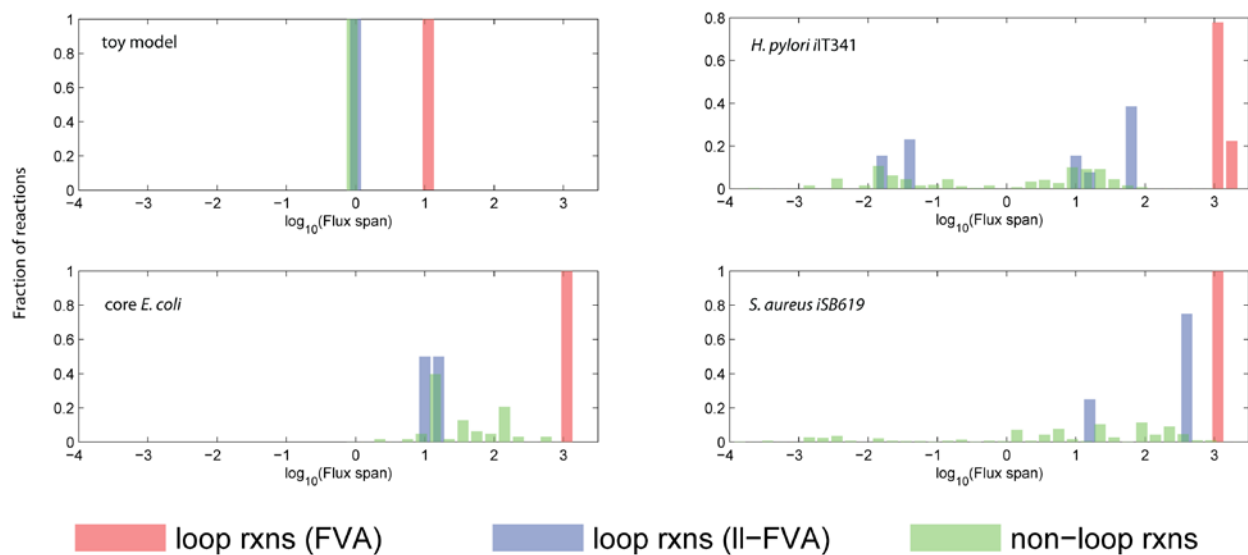 Fraction of reactions
toy model
1
0.8
0.6
0.4
0.2
0
−4 −3 −2 −1 0 1 2 3
log10(Flux span)
H. pylori iIT341
0.8
0.6
0.4
0.2
0
−4 −3 −2 −1 0 1 2 3
log10(Flux span)
core E. coli
1
0.8
0.6
0.4
0.2
0
−4 −3 −2 −1 0 1 2 3
log10(Flux span)
S. aureus iSB619
1
0.8
0.6
0.4
0.2
0
−4 −3 −2 −1 0 1 2 3
log10(Flux span)
loop rxns (FVA) loop rxns (ll−FVA) non−loop rxns